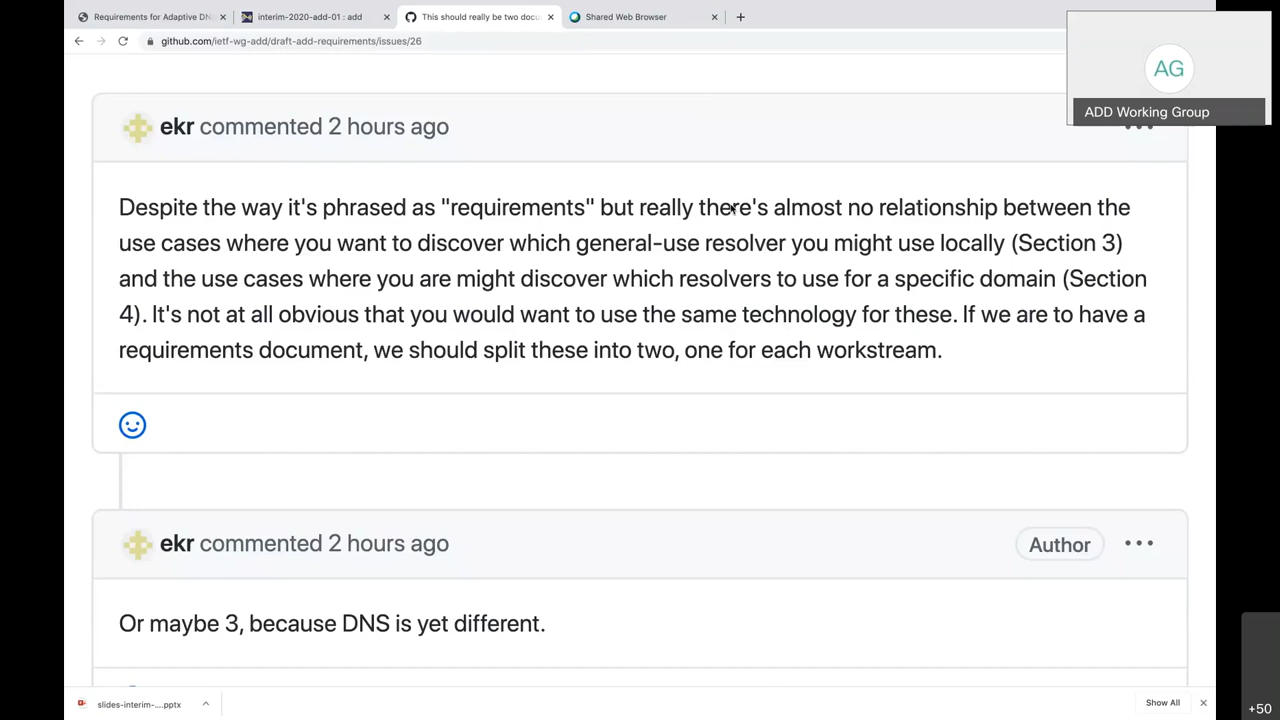 Requirements for Adaptive DN
interim-2020-add-01 : add
This should really be two docu
Shared Web Browser
github.com/ietf-wg-add/draft-add-requirements/issues/26
AG
ADD Working Group
ekr commented 2 hours ago
Despite the way it's phrased as "requirements" but really there's almost no relationship between the
use cases where you want to discover which general-use resolver you might use locally (Section 3)
and the use cases where you are might discover which resolvers to use for a specific domain (Section
4). It's not at all obvious that you would want to use the same technology for these. If we are to have a
requirements document, we should split these into two, one for each workstream.
ekr commented 2 hours ago
Author
Or maybe 3, because DNS is yet different.
slides-interim-....pptx
Show All
+50